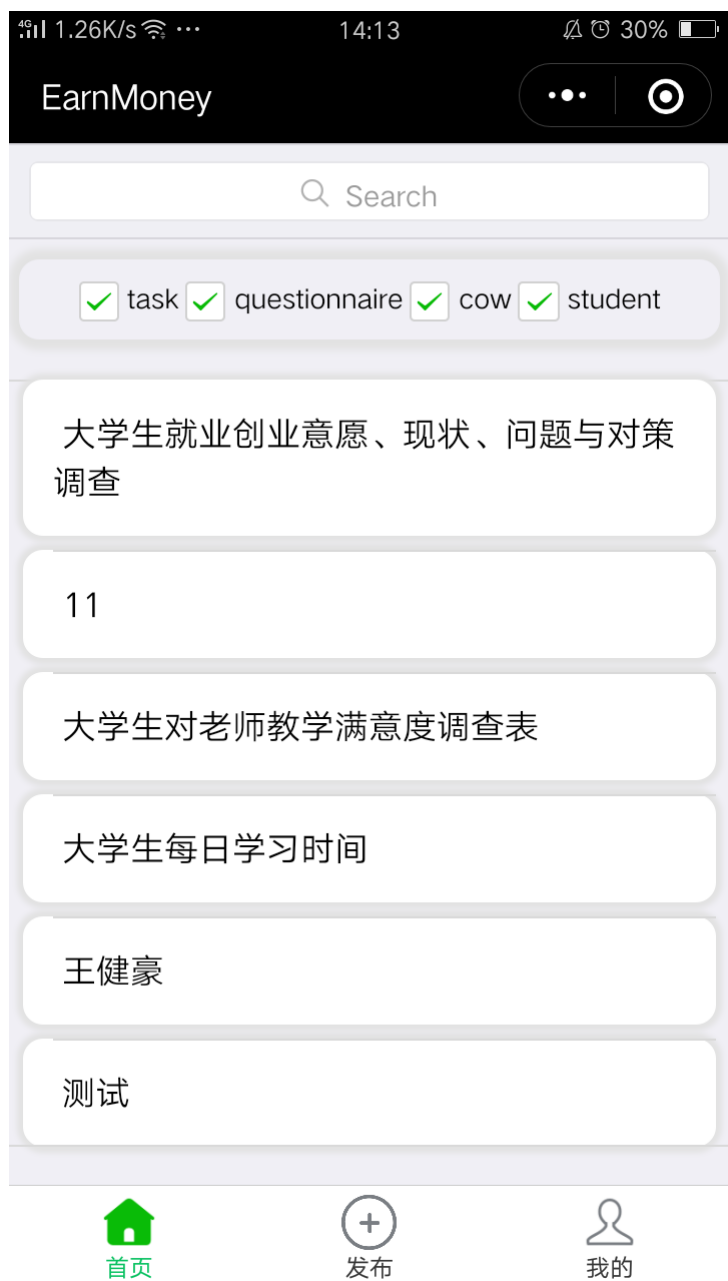 4G 1.26K/s ··· 14:13 30%
EarnMoney
Search
task questionnaire cow student
大学生就业创业意愿、现状、问题与对策
调查
11
大学生对老师教学满意度调查表
大学生每日学习时间
王健豪
测试
首页 发布 我的